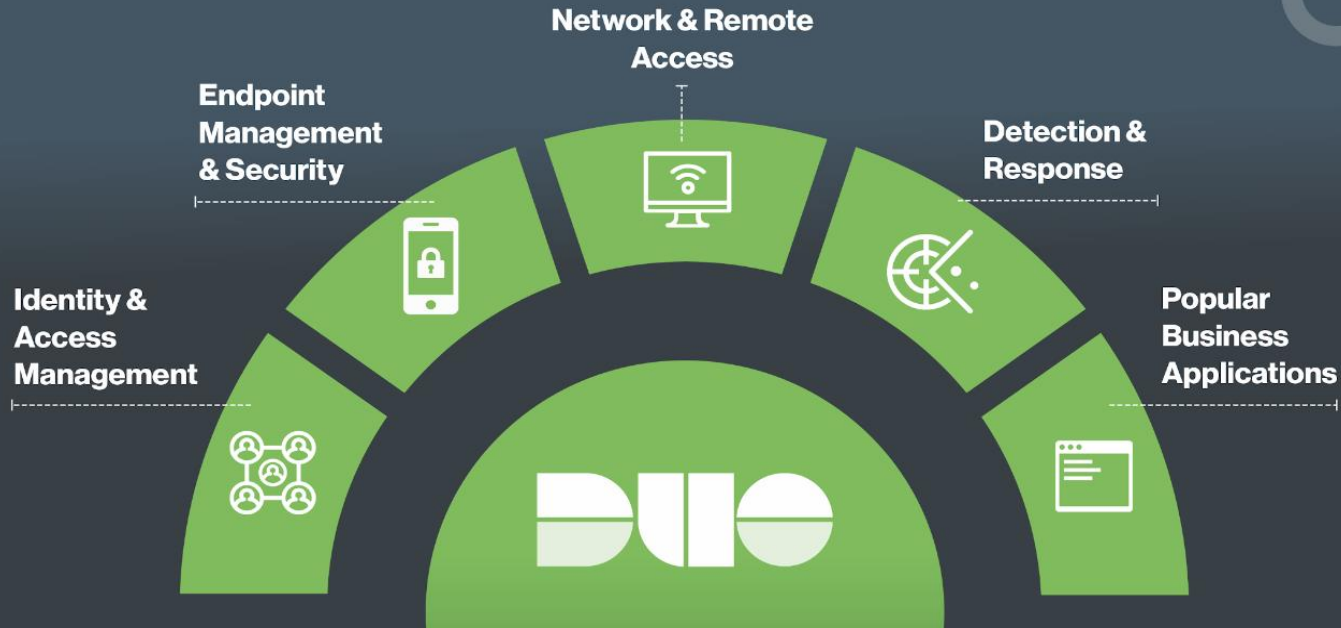 Network & Remote
Access
Endpoint
Management
& Security
Detection &
Response
Identity &
Access
Management
Popular
Business
Applications
DUO